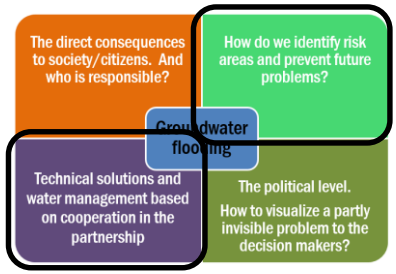 The direct consequences
to society/citizens. And
who is responsible?
How do we identify risk
areas and prevent future
problems?
Groundwater
flooding
Technical solutions and
water management based
on cooperation in the
partnership
The political level.
How to visualize a partly
invisible problem to the
decision makers?